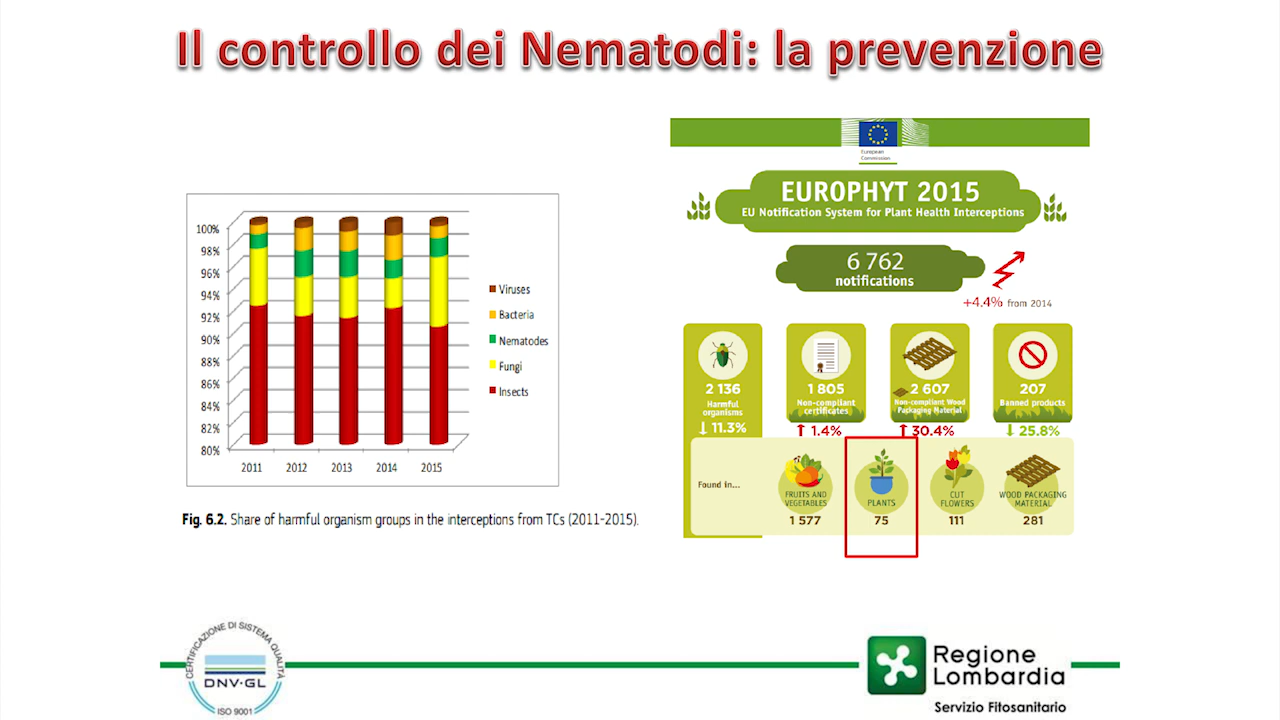 Il controllo dei Nematodi: la prevenzione
100%
98%
96%
94%
92%
90%
88%
86%
84%
82%
80%
2011 2012 2013 2014 2015
Viruses
Bacteria
Nematodes
Fungi
Insects
Fig. 6.2. Share of harmful organism groups in the interceptions from TCs (2011-2015).
European
Commission
EUROPHYT 2015
EU Notification System for Plant Health Interceptions
6 762
notifications
+4.4% from 2014
2 136
Harmful
organisms
↓ 11.3%
1 805
Non-compliant
certificates
↑ 1.4%
2 607
Non-compliant Wood
Packaging Material
↑ 30.4%
207
Banned products
↓ 25.8%
Found in...
FRUITS AND
VEGETABLES
1 577
PLANTS
75
CUT
FLOWERS
111
WOOD PACKAGING
MATERIAL
281
CERTIFICAZIONE DI SISTEMA QUALITÀ
DNV·GL
ISO 9001
Regione
Lombardia
Servizio Fitosanitario